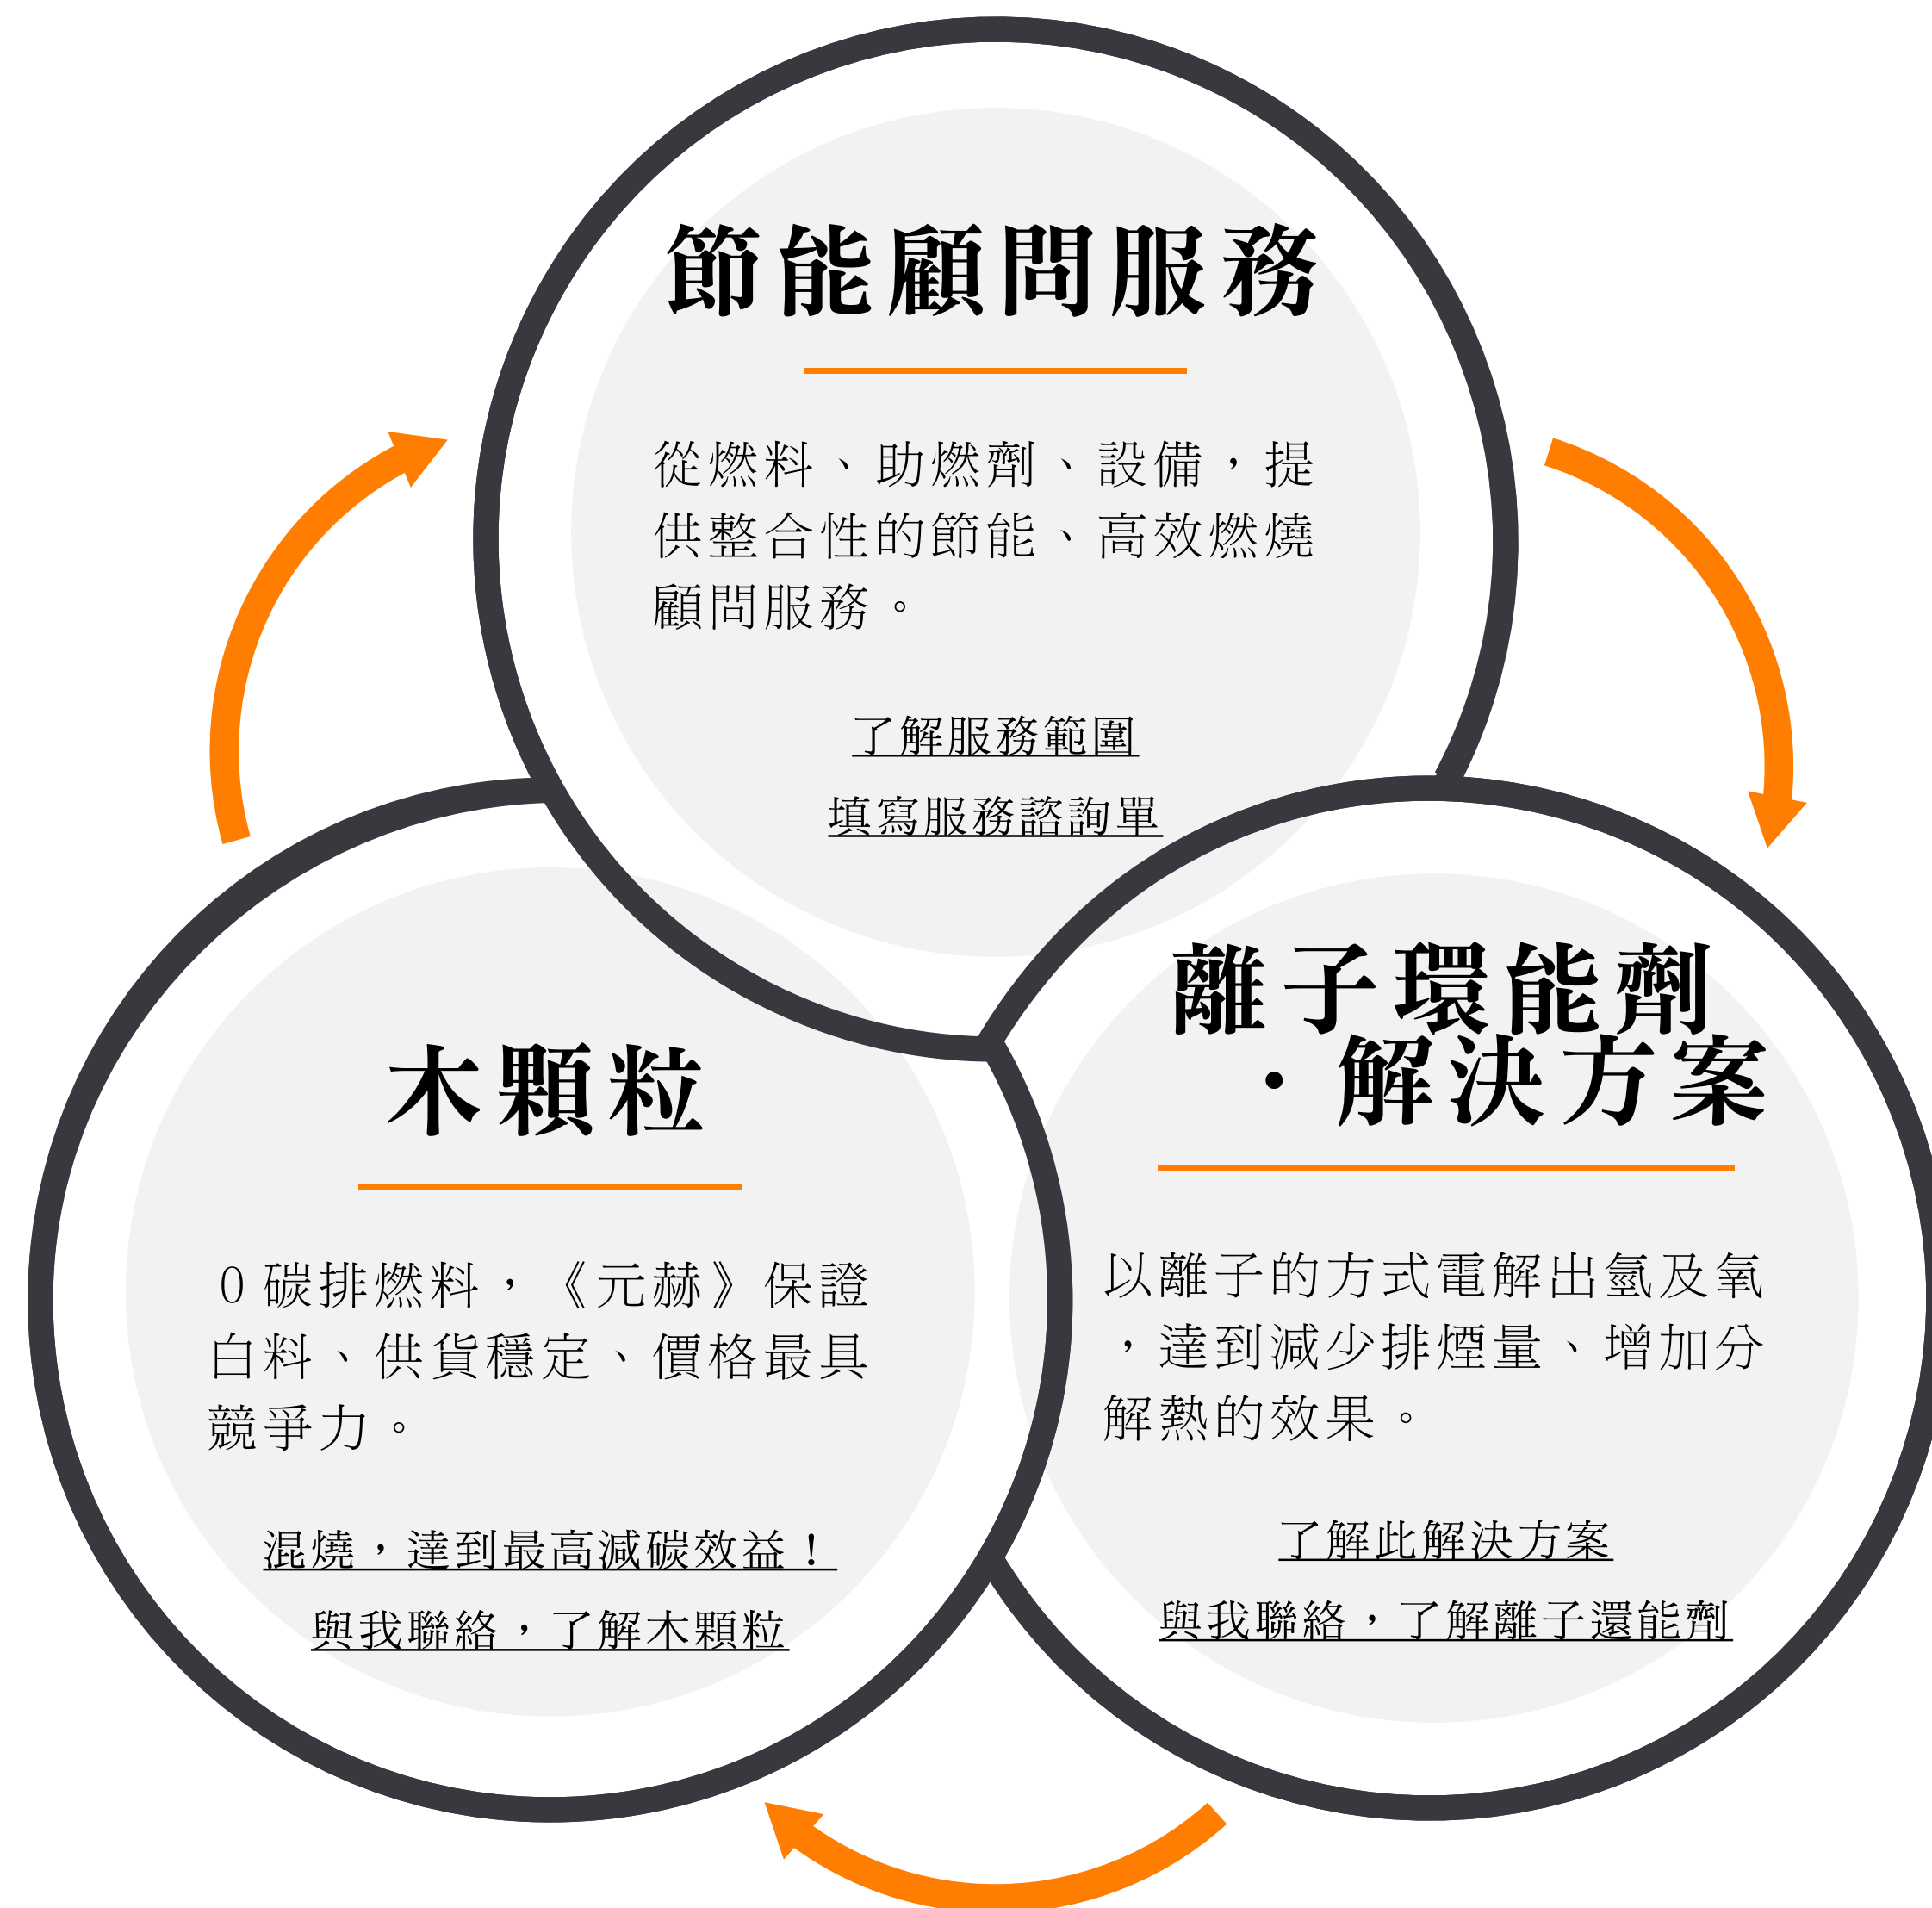 節能顧問服務
從燃料、助燃劑、設備，提
供整合性的節能、高效燃燒
顧問服務。
了解服務範圍
填寫服務諮詢單
木顆粒
0碳排燃料，《元赫》保證
白料、供貨穩定、價格最具
競爭力。
混燒，達到最高減碳效益！
與我聯絡，了解木顆粒
離子環能劑
·解決方案
以離子的方式電解出氫及氧
，達到減少排煙量、增加分
解熱的效果。
了解此解決方案
與我聯絡，了解離子還能劑